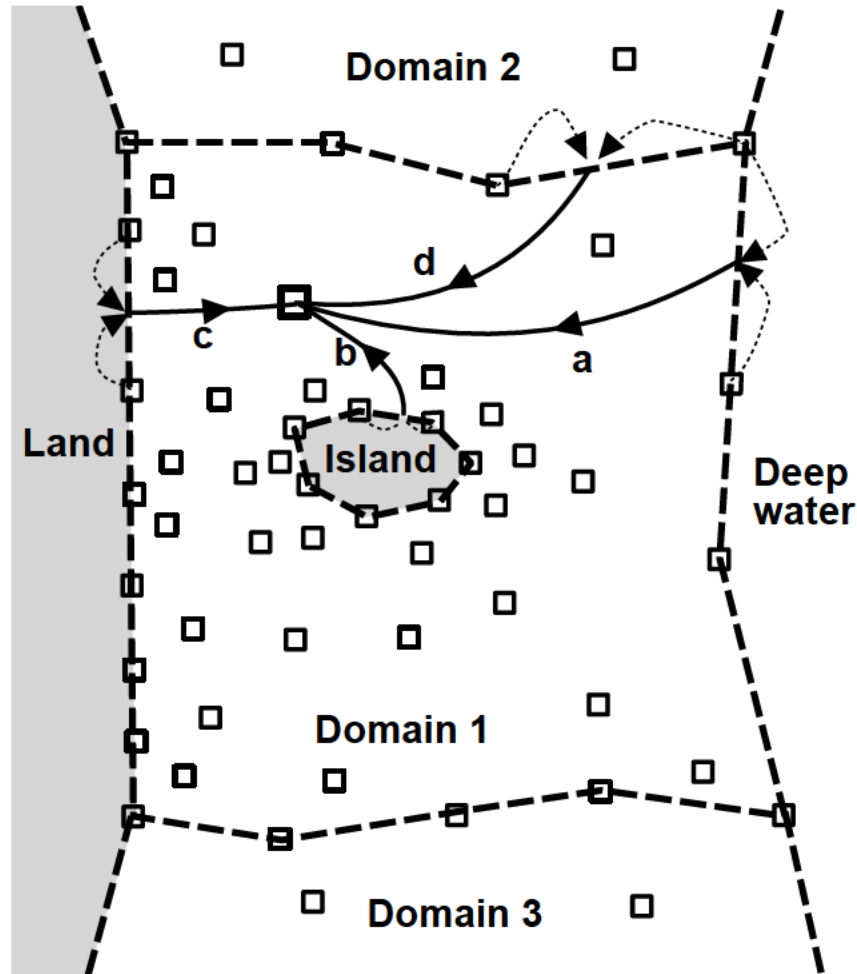 Domain 2
d
c
b
a
Land
Island
Deep
water
Domain 1
Domain 3